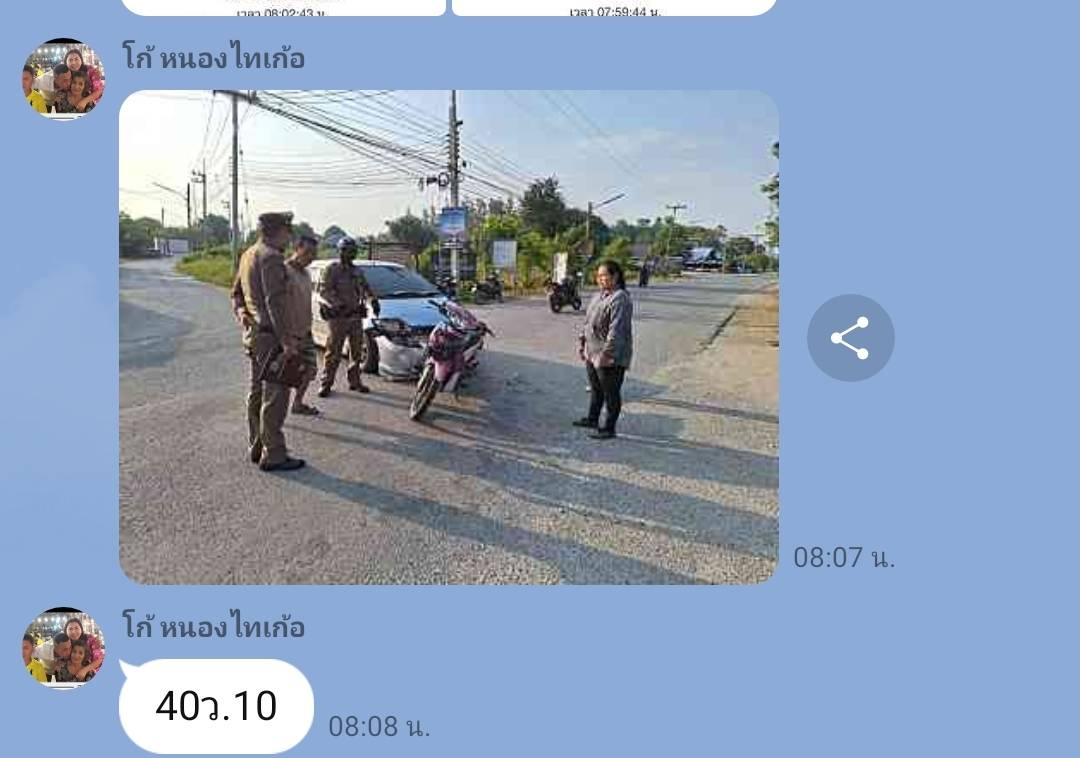 เวลา 08:02:43 น.
เวลา 07:59:44 น.
โก้ หนองไทเก้อ
08:07 น.
โก้ หนองไทเก้อ
40ว.10
08:08 น.